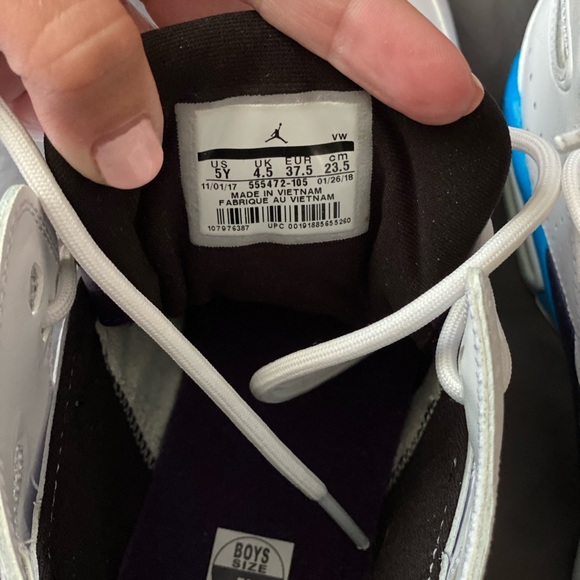 VW
US UK EUR cm
5Y 4.5 37.5 23.5
11/01/17 555472-105 01/26/18
MADE IN VIETNAM
FABRIQUE AU VIETNAM
107976387 UPC 00191885655260
BOYS
SIZE